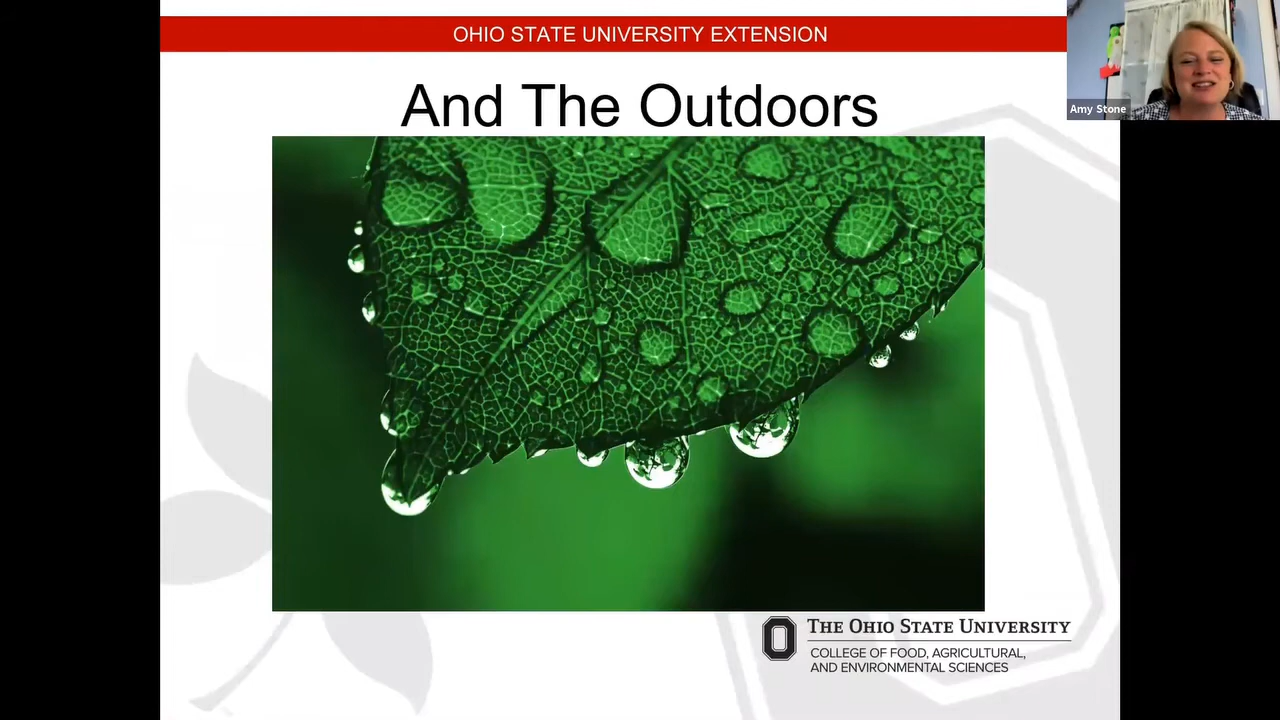 OHIO STATE UNIVERSITY EXTENSION
And The Outdoors
Amy Stone
THE OHIO STATE UNIVERSITY
COLLEGE OF FOOD, AGRICULTURAL,
AND ENVIRONMENTAL SCIENCES